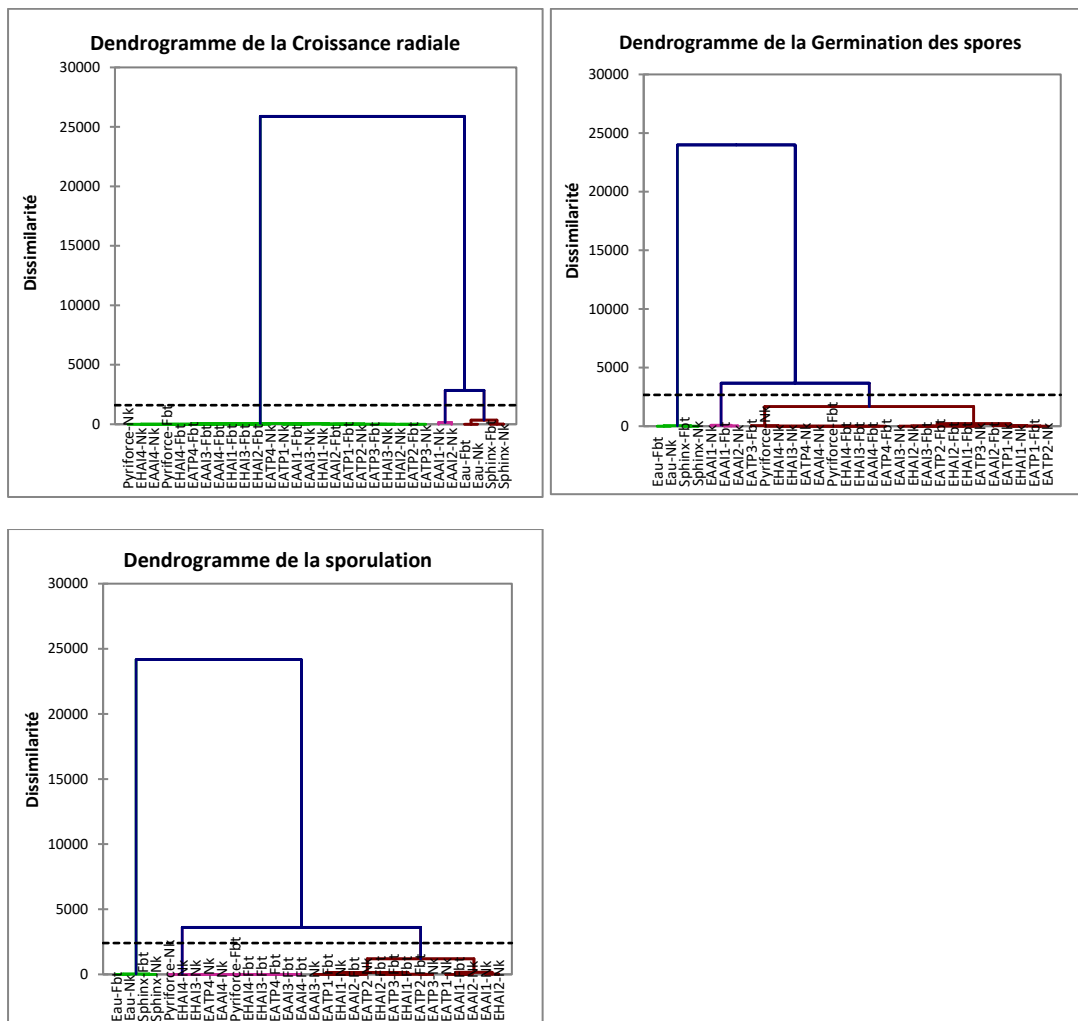 Dendrogramme de la Croissance radiale
30000
25000
20000
15000
10000
5000
0
Dissimilarité
Pyriforce-Nk
EHAI4-Nk
EAAI4-Nk
Pyriforce-Fbt
EHAI4-Fbt
EATP4-Fbt
EAAI3-Fbt
EAAI4-Fbt
EHAI1-Fbt
EHAI3-Fbt
EHAI2-Fbt
EATP4-Nk
EATP1-Nk
EAAI1-Fbt
EAAI3-Nk
EHAI1-Nk
EAAI2-Fbt
EATP1-Fbt
EATP2-Nk
EATP3-Fbt
EHAI3-Nk
EHAI2-Nk
EATP2-Fbt
EATP3-Nk
EAAI1-Nk
EAAI2-Nk
Eau-Fbt
Eau-Nk
Sphinx-Fbt
Sphinx-Nk
Dendrogramme de la Germination des spores
30000
25000
20000
15000
10000
5000
0
Dissimilarité
Eau-Fbt
Eau-Nk
Sphinx-Fbt
Sphinx-Nk
EAAI1-Nk
EAAI1-Fbt
EAAI2-Nk
EATP3-Fbt
Pyriforce-Nk
EHAI4-Nk
EHAI3-Nk
EATP4-Nk
EAAI4-Nk
Pyriforce-Fbt
EHAI4-Fbt
EHAI3-Fbt
EAAI4-Fbt
EATP4-Fbt
EAAI3-Nk
EHAI2-Nk
EAAI3-Fbt
EATP2-Fbt
EHAI2-Fbt
EHAI1-Fbt
EATP3-Nk
EAAI2-Fbt
EATP1-Nk
EHAI1-Nk
EATP1-Fbt
EATP2-Nk
Dendrogramme de la sporulation
30000
25000
20000
15000
10000
5000
0
Dissimilarité
Eau-Fbt
Eau-Nk
Sphinx-Fbt
Sphinx-Nk
Pyriforce-Nk
EHAI4-Nk
EHAI3-Nk
EATP4-Nk
EAAI4-Nk
Pyriforce-Fbt
EHAI4-Fbt
EHAI3-Fbt
EATP4-Fbt
EAAI3-Fbt
EAAI4-Fbt
EAAI3-Nk
EATP1-Fbt
EHAI1-Nk
EAAI2-Fbt
EATP2-Nk
EHAI2-Fbt
EATP3-Fbt
EHAI1-Fbt
EATP2-Fbt
EATP3-Nk
EATP1-Nk
EAAI1-Fbt
EAAI2-Nk
EAAI1-Nk
EHAI2-Nk